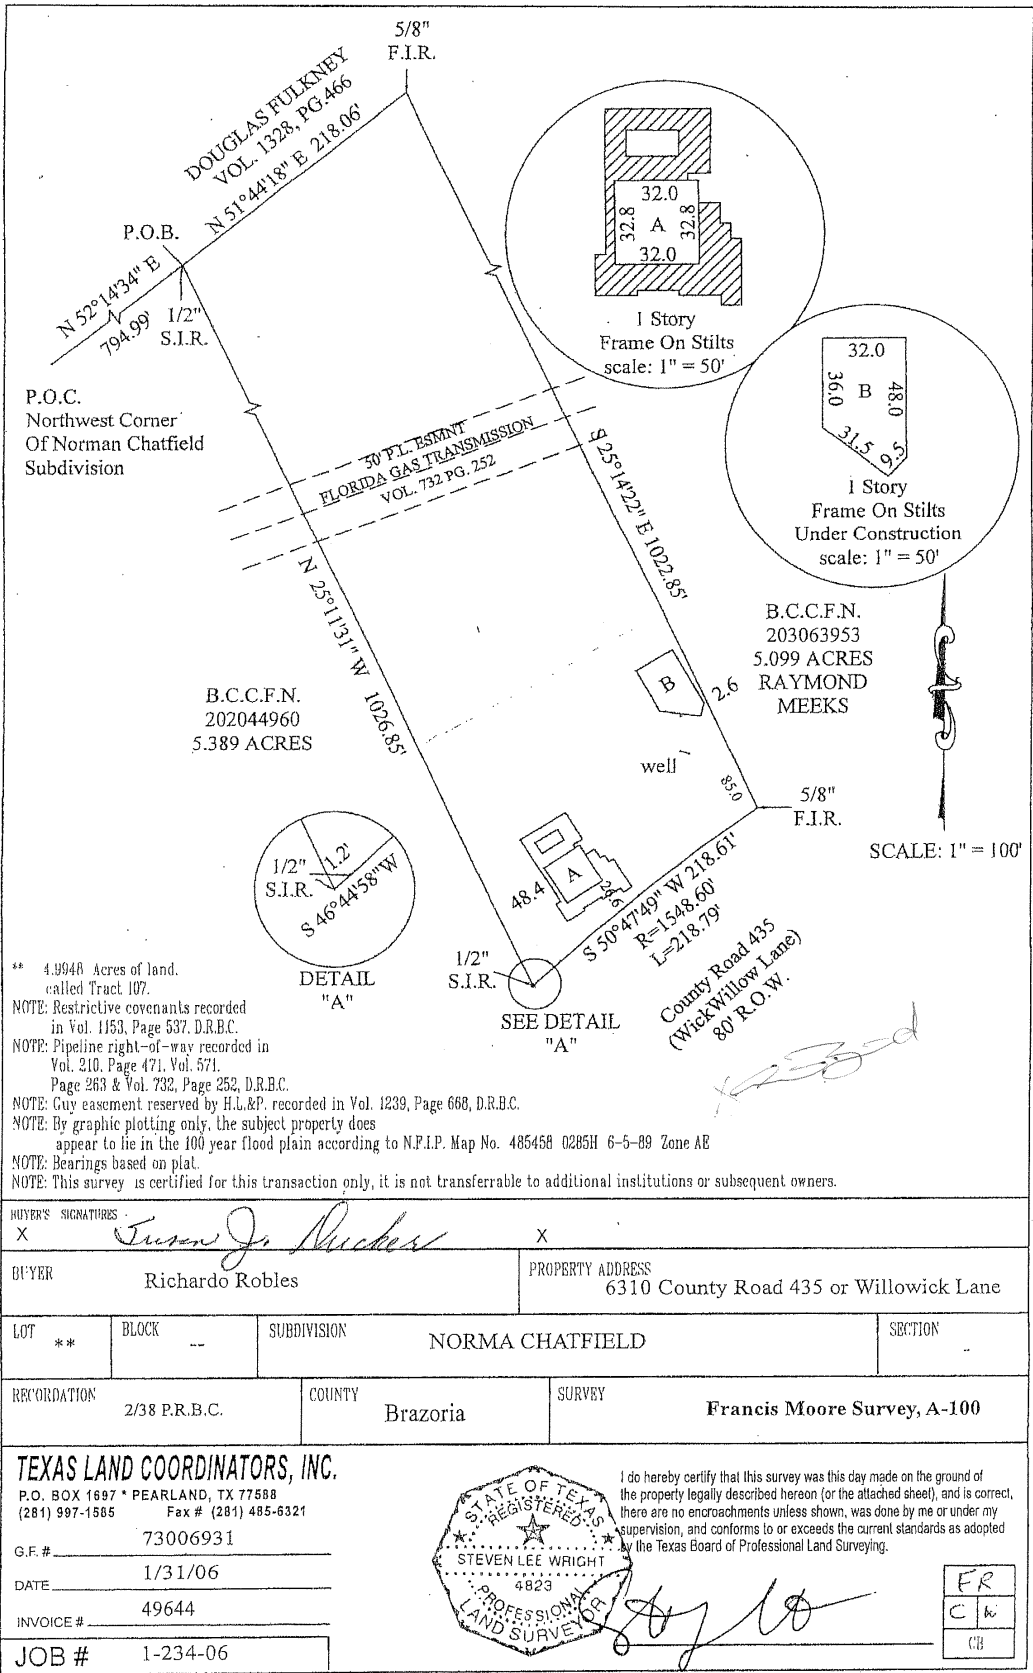 5/8"
F.I.R.
DOUGLAS FULKNEY
VOL. 1328, PG.466
N 51°44'18" E 218.06'
P.O.B.
N 52°14'34" E
794.99'
1/2"
S.I.R.
P.O.C.
Northwest Corner
Of Norman Chatfield
Subdivision
32.0
32.8
A
32.8
32.0
1 Story
Frame On Stilts
scale: 1" = 50'
32.0
36.0
B
48.0
31.5
9.5
1 Story
Frame On Stilts
Under Construction
scale: 1" = 50'
50' P.L. ESMNT
FLORIDA GAS TRANSMISSION
VOL. 732 PG. 252
S 25°14'22" E 1022.85'
N 25°11'31" W 1026.85'
B.C.C.F.N.
203063953
5.099 ACRES
RAYMOND
MEEKS
B.C.C.F.N.
202044960
5.389 ACRES
B
2.6
well
85.0
5/8"
F.I.R.
SCALE: 1" = 100'
1/2"
S.I.R.
1.2'
S 46°44'58"W
DETAIL
"A"
A
48.4
26.6
S 50°47'49" W 218.61'
R=1548.60'
L=218.79'
County Road 435
(WickWillow Lane)
80' R.O.W.
1/2"
S.I.R.
SEE DETAIL
"A"
** 4.9948 Acres of land.
called Tract 107.
NOTE: Restrictive covenants recorded
in Vol. 1153, Page 537, D.R.B.C.
NOTE: Pipeline right-of-way recorded in
Vol. 210, Page 471, Vol. 571,
Page 263 & Vol. 732, Page 252, D.R.B.C.
NOTE: Guy easement reserved by H.L.&P. recorded in Vol. 1239, Page 668, D.R.B.C.
NOTE: By graphic plotting only, the subject property does
appear to lie in the 100 year flood plain according to N.F.I.P. Map No. 485458 0285H 6-5-89 Zone AE
NOTE: Bearings based on plat.
NOTE: This survey is certified for this transaction only, it is not transferrable to additional institutions or subsequent owners.
BUYER'S SIGNATURES
X Susan J. X
BUYER Richardo Robles
PROPERTY ADDRESS
6310 County Road 435 or Willowick Lane
LOT **
BLOCK --
SUBDIVISION NORMA CHATFIELD
SECTION -
RECORDATION 2/38 P.R.B.C.
COUNTY Brazoria
SURVEY Francis Moore Survey, A-100
TEXAS LAND COORDINATORS, INC.
P.O. BOX 1697 * PEARLAND, TX 77588
(281) 997-1585 Fax # (281) 485-6321
G.F. # 73006931
DATE 1/31/06
INVOICE # 49644
JOB # 1-234-06
STATE OF TEXAS
REGISTERED
STEVEN LEE WRIGHT
4823
PROFESSIONAL
LAND SURVEYOR
I do hereby certify that this survey was this day made on the ground of
the property legally described hereon (or the attached sheet), and is correct,
there are no encroachments unless shown, was done by me or under my
supervision, and conforms to or exceeds the current standards as adopted
by the Texas Board of Professional Land Surveying.
FR
C
CB